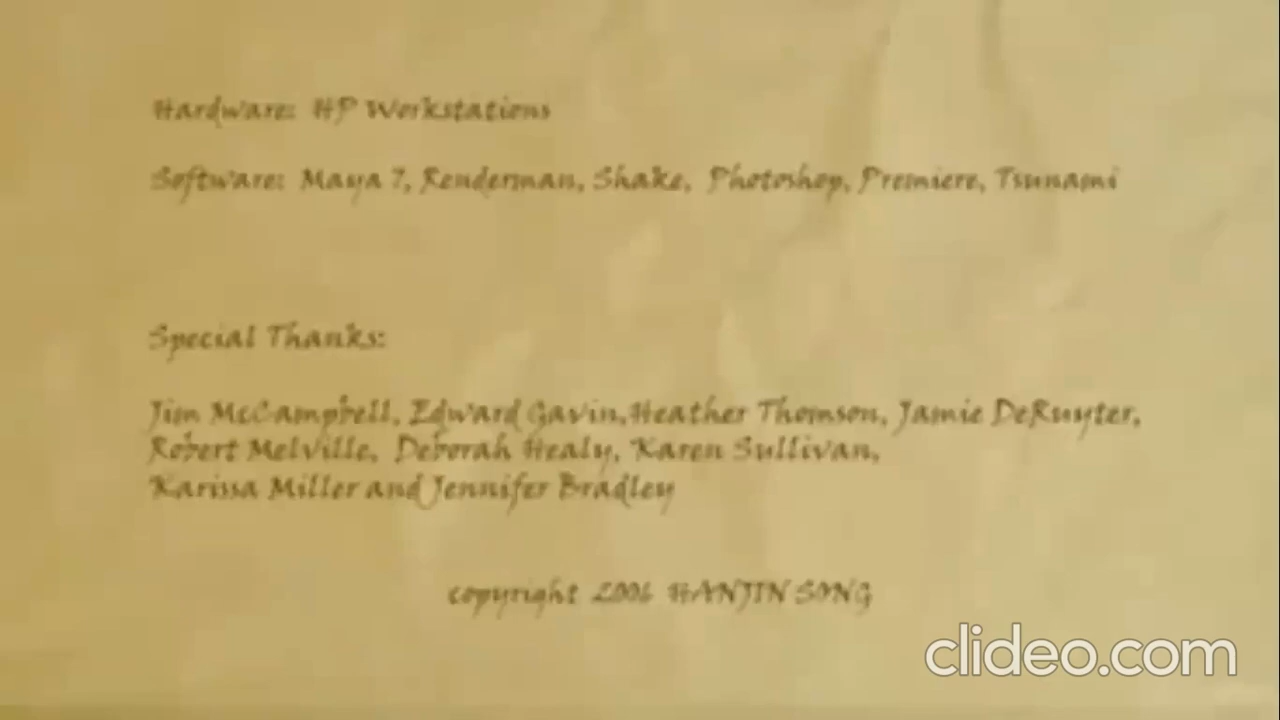 Hardware: HP Workstations
Software: Maya 7, Renderman, Shake, Photoshop, Premiere, Tsunami
Special Thanks:
Jim McCampbell, Edward Gavin,Heather Thomson, Jamie DeRuyter,
Robert Melville, Deborah Healy, Karen Sullivan,
Karissa Miller and Jennifer Bradley
copyright 2006 HANJIN SONG
clideo.com